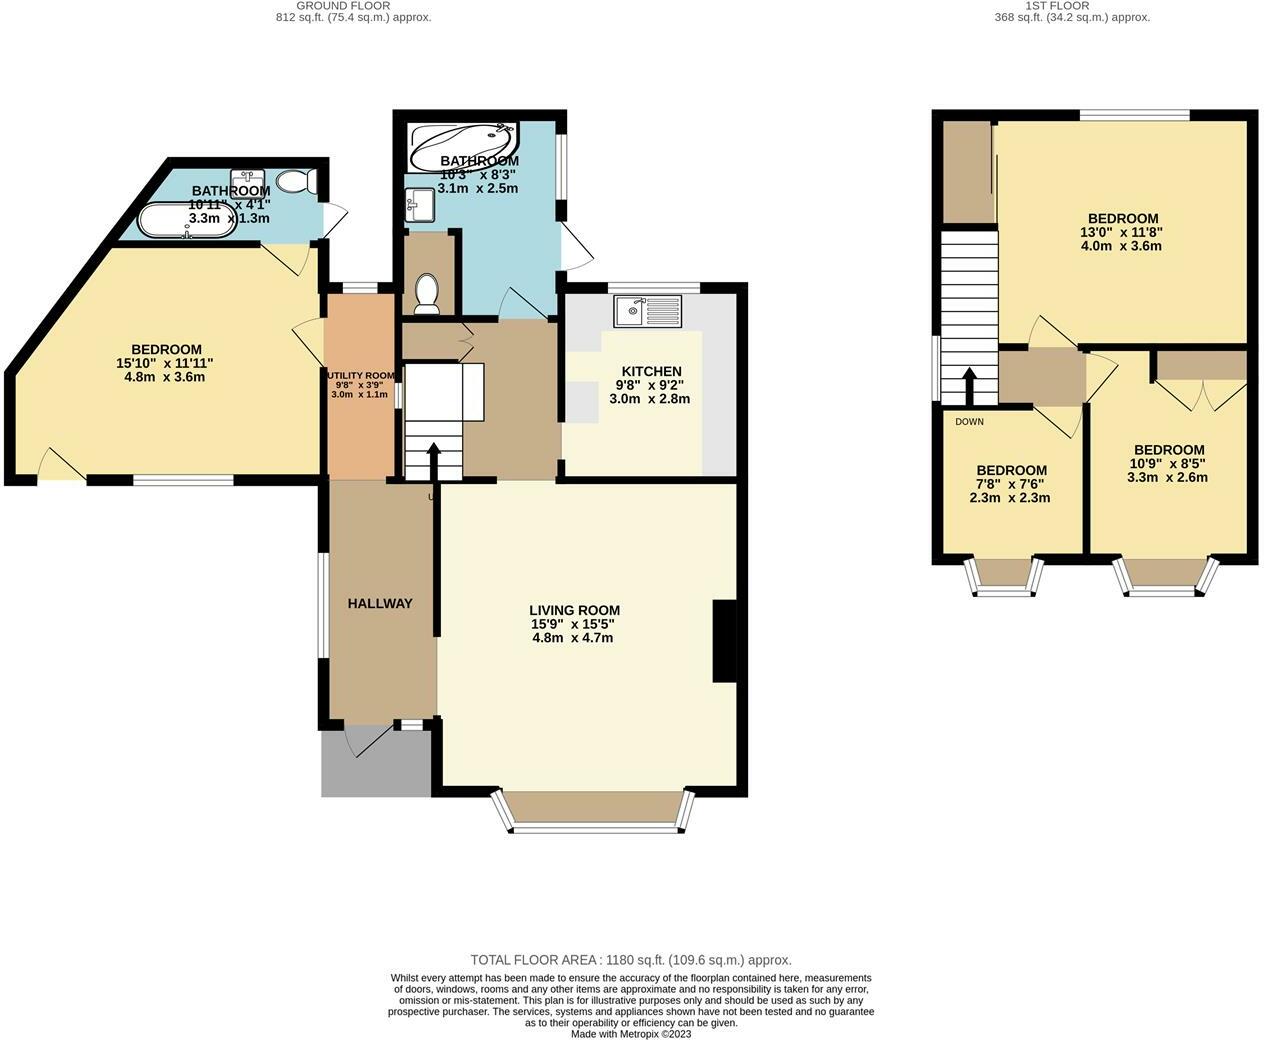 GROUND FLOOR
812 sq.ft. (75.4 sq.m.) approx.
1ST FLOOR
368 sq.ft. (34.2 sq.m.) approx.
BATHROOM
10'11" x 4'1"
3.3m x 1.3m
BATHROOM
10'3" x 8'3"
3.1m x 2.5m
BEDROOM
15'10" x 11'11"
4.8m x 3.6m
UTILITY ROOM
9'8" x 3'9"
3.0m x 1.1m
KITCHEN
9'8" x 9'2"
3.0m x 2.8m
U
HALLWAY
LIVING ROOM
15'9" x 15'5"
4.8m x 4.7m
BEDROOM
13'0" x 11'8"
4.0m x 3.6m
DOWN
BEDROOM
7'8" x 7'6"
2.3m x 2.3m
BEDROOM
10'9" x 8'5"
3.3m x 2.6m
TOTAL FLOOR AREA : 1180 sq.ft. (109.6 sq.m.) approx.
Whilst every attempt has been made to ensure the accuracy of the floorplan contained here, measurements
of doors, windows, rooms and any other items are approximate and no responsibility is taken for any error,
omission or mis-statement. This plan is for illustrative purposes only and should be used as such by any
prospective purchaser. The services, systems and appliances shown have not been tested and no guarantee
as to their operability or efficiency can be given.
Made with Metropix ©2023